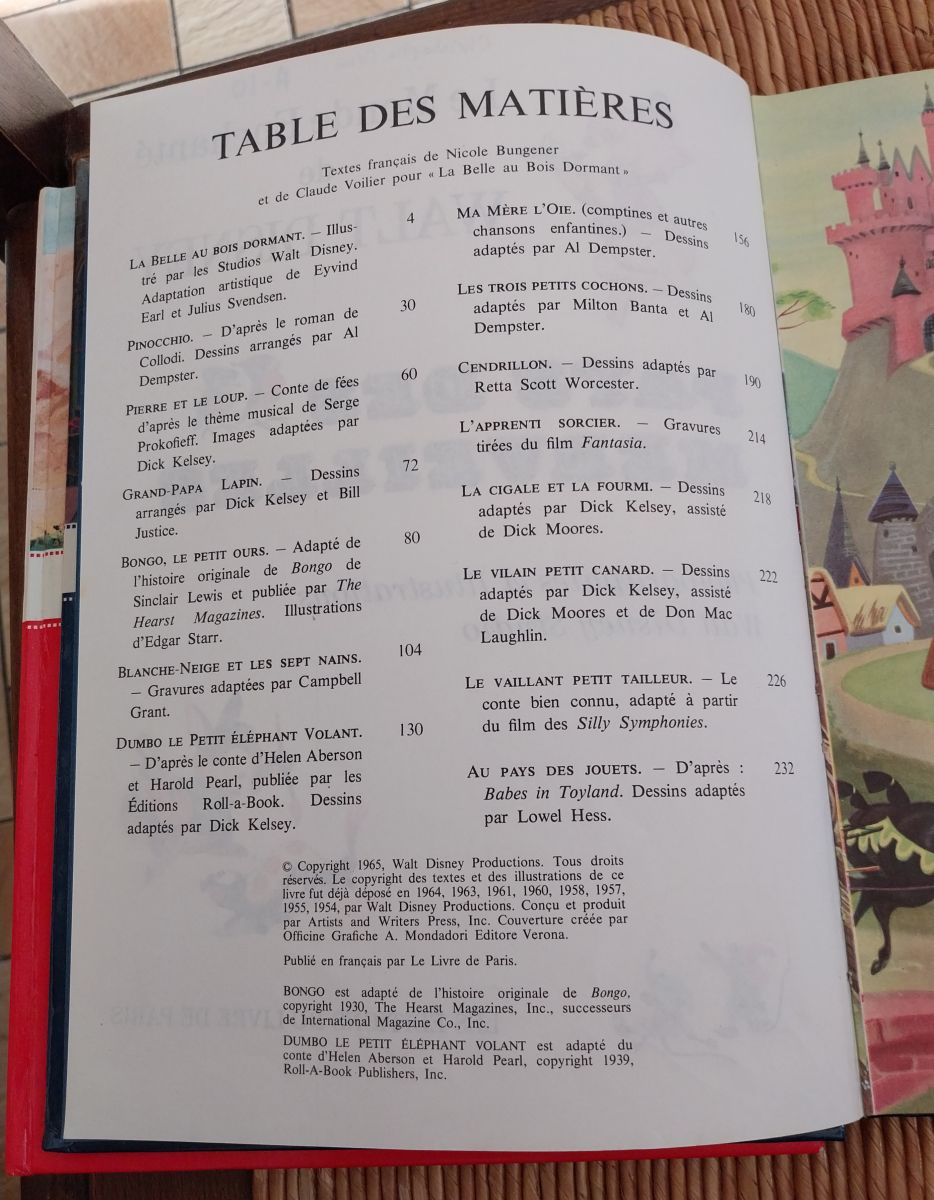 TABLE DES MATIÈRES
Textes français de Nicole Bungener
et de Claude Voilier pour « La Belle au Bois Dormant »
LA BELLE AU BOIS DORMANT. – Illus- 4
tré par les Studios Walt Disney.
Adaptation artistique de Eyvind
Earl et Julius Svendsen.
PINOCCHIO. – D'après le roman de 30
Collodi. Dessins arrangés par Al
Dempster.
PIERRE ET LE LOUP. – Conte de fées 60
d'après le thème musical de Serge
Prokofieff. Images adaptées par
Dick Kelsey.
GRAND-PAPA LAPIN. – Dessins 72
arrangés par Dick Kelsey et Bill
Justice.
BONGO, LE PETIT OURS. – Adapté de 80
l'histoire originale de Bongo de
Sinclair Lewis et publiée par The
Hearst Magazines. Illustrations
d'Edgar Starr.
BLANCHE-NEIGE ET LES SEPT NAINS. 104
– Gravures adaptées par Campbell
Grant.
DUMBO LE PETIT ÉLÉPHANT VOLANT. 130
– D'après le conte d'Helen Aberson
et Harold Pearl, publiée par les
Éditions Roll-a-Book. Dessins
adaptés par Dick Kelsey.
MA MÈRE L'OIE. (comptines et autres
chansons enfantines.) – Dessins 156
adaptés par Al Dempster.
LES TROIS PETITS COCHONS. – Dessins
adaptés par Milton Banta et Al 180
Dempster.
CENDRILLON. – Dessins adaptés par
Retta Scott Worcester. 190
L'APPRENTI SORCIER. – Gravures
tirées du film Fantasia. 214
LA CIGALE ET LA FOURMI. – Dessins
adaptés par Dick Kelsey, assisté 218
de Dick Moores.
LE VILAIN PETIT CANARD. – Dessins 222
adaptés par Dick Kelsey, assisté
de Dick Moores et de Don Mac
Laughlin.
LE VAILLANT PETIT TAILLEUR. – Le 226
conte bien connu, adapté à partir
du film des Silly Symphonies.
AU PAYS DES JOUETS. – D'après : 232
Babes in Toyland. Dessins adaptés
par Lowel Hess.
© Copyright 1965, Walt Disney Productions. Tous droits
réservés. Le copyright des textes et des illustrations de ce
livre fut déjà déposé en 1964, 1963, 1961, 1960, 1958, 1957,
1955, 1954, par Walt Disney Productions. Conçu et produit
par Artists and Writers Press, Inc. Couverture créée par
Officine Grafiche A. Mondadori Editore Verona.
Publié en français par Le Livre de Paris.
BONGO est adapté de l'histoire originale de Bongo,
copyright 1930, The Hearst Magazines, Inc., successeurs
de International Magazine Co., Inc.
DUMBO LE PETIT ÉLÉPHANT VOLANT est adapté du
conte d'Helen Aberson et Harold Pearl, copyright 1939,
Roll-A-Book Publishers, Inc.